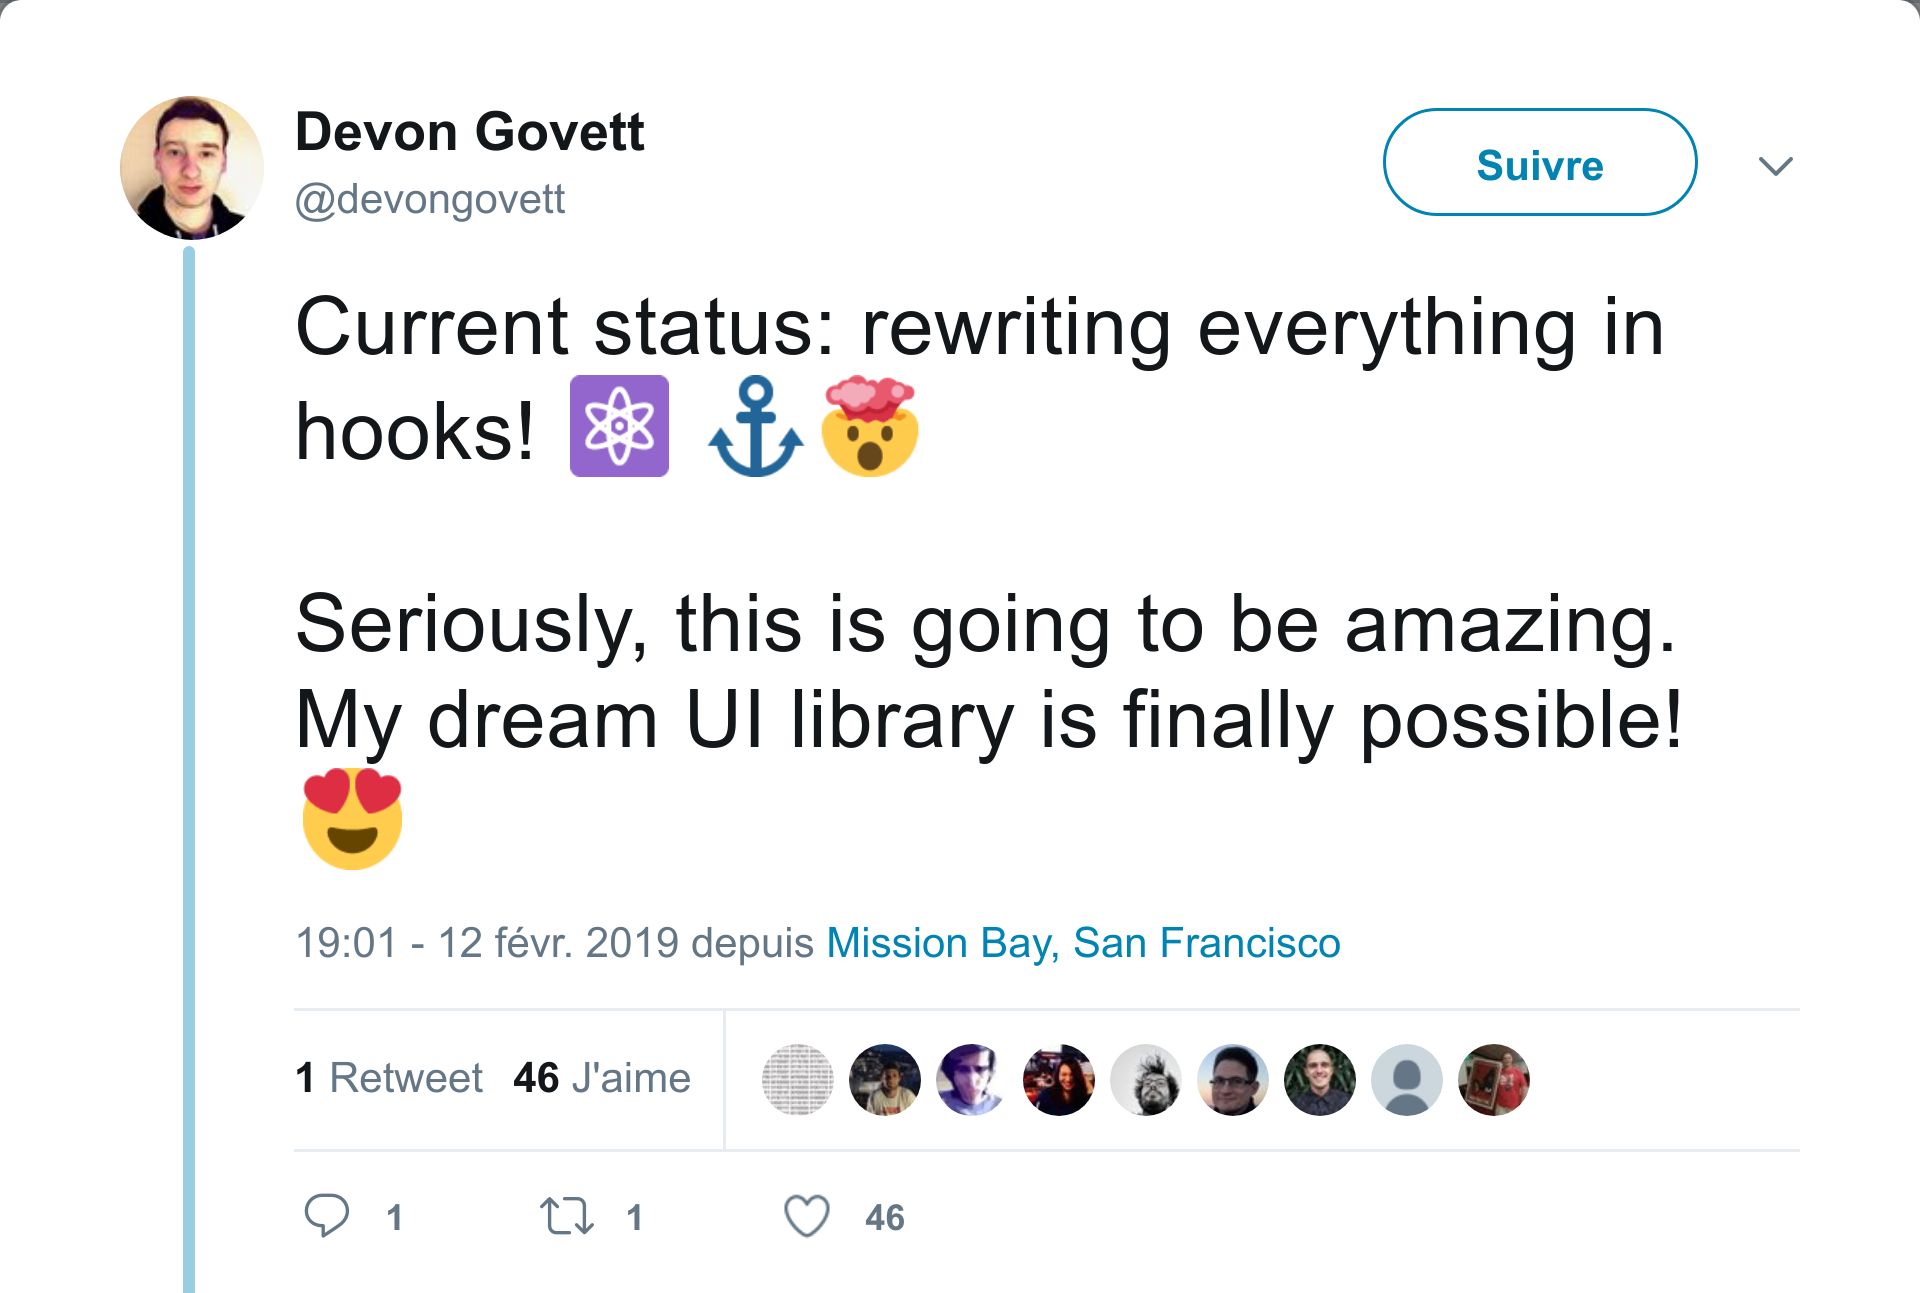 Devon Govett
@devongovett
Suivre
Current status: rewriting everything in
hooks! ⚛️ ⚓🤯
Seriously, this is going to be amazing.
My dream UI library is finally possible!
😍
19:01 - 12 févr. 2019 depuis Mission Bay, San Francisco
1 Retweet 46 J'aime
1 1 46